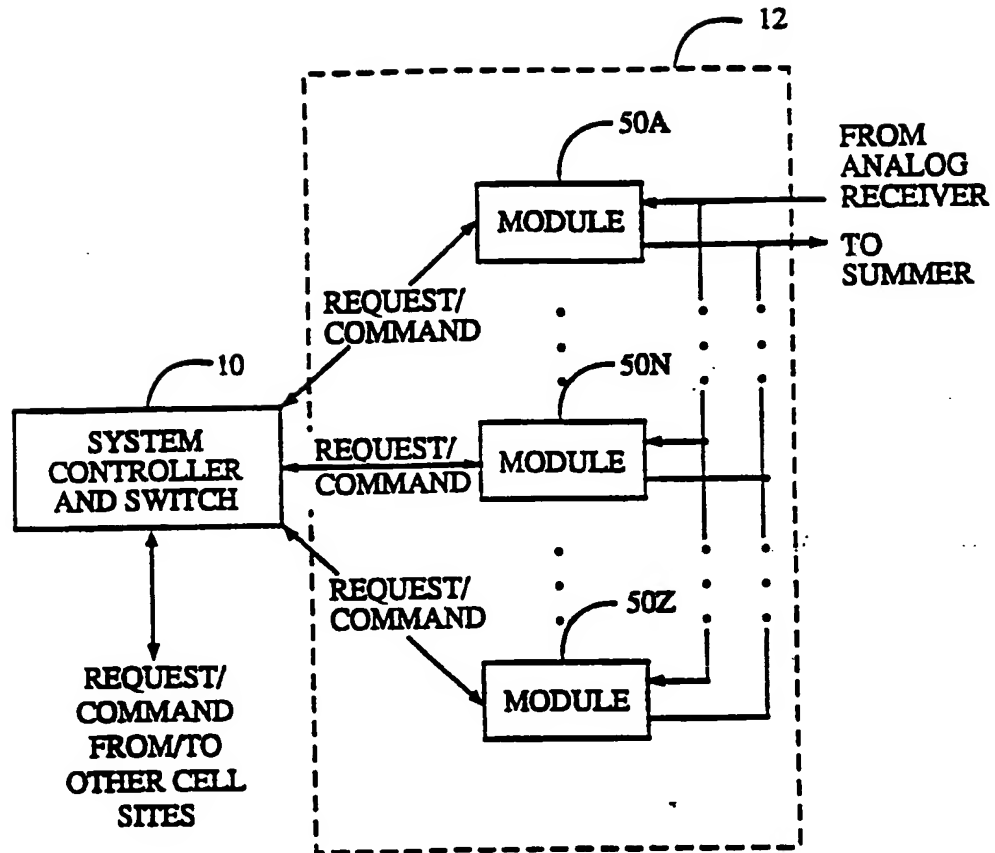 12
50A
FROM
ANALOG
RECEIVER
MODULE
TO
SUMMER
REQUEST/
COMMAND
10
50N
SYSTEM
CONTROLLER
AND SWITCH
REQUEST/
COMMAND
MODULE
REQUEST/
COMMAND
50Z
MODULE
REQUEST/
COMMAND
FROM/TO
OTHER CELL
SITES